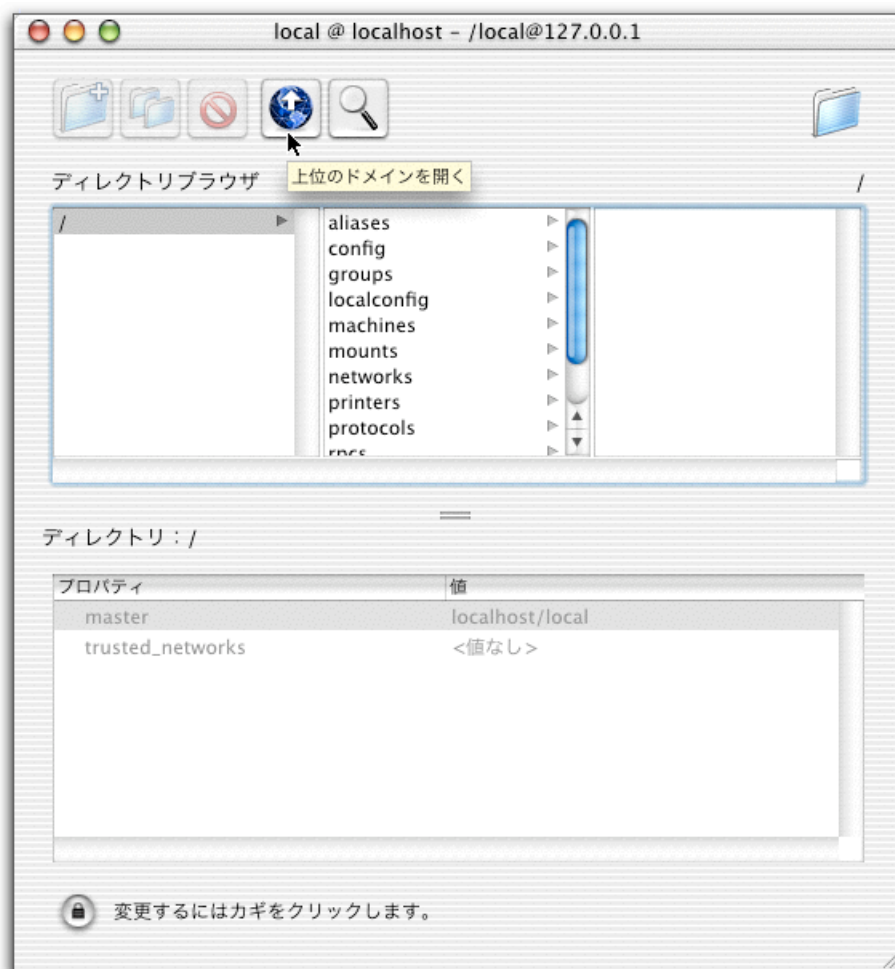 local @ localhost – /local@127.0.0.1
上位のドメインを開く
ディレクトリブラウザ
/
/
aliases
config
groups
localconfig
machines
mounts
networks
printers
protocols
rpcs
ディレクトリ：/
プロパティ 値
master localhost/local
trusted_networks <値なし>
変更するにはカギをクリックします。